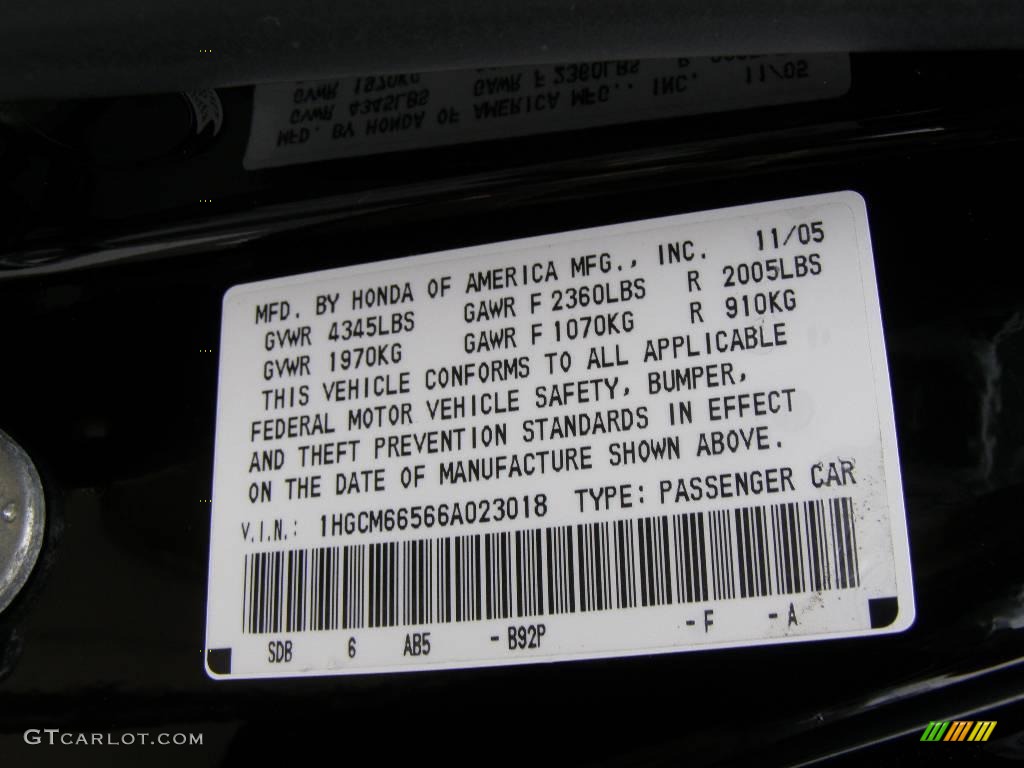 MFD. BY HONDA OF AMERICA MFG., INC. 11/05
GVWR 4345LBS GAWR F 2360LBS R 2005LBS
GVWR 1970KG GAWR F 1070KG R 910KG
THIS VEHICLE CONFORMS TO ALL APPLICABLE
FEDERAL MOTOR VEHICLE SAFETY, BUMPER,
AND THEFT PREVENTION STANDARDS IN EFFECT
ON THE DATE OF MANUFACTURE SHOWN ABOVE.
V.I.N.: 1HGCM66566A023018 TYPE: PASSENGER CAR
SDB 6 AB5 - B92P - F - A
GTCARLOT.COM